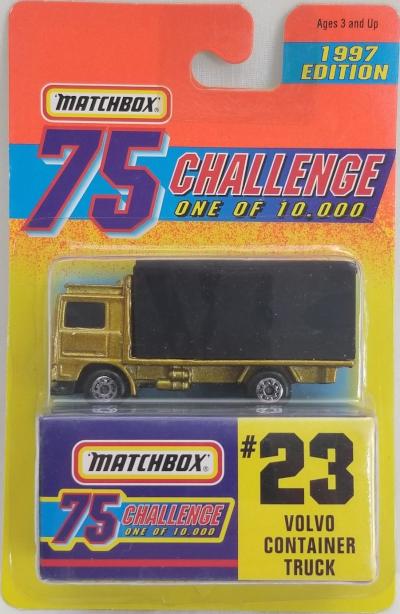 Ages 3 and Up
1997
EDITION
MATCHBOX®
75 CHALLENGE
ONE OF 10.000
MATCHBOX®
75 CHALLENGE
ONE OF 10.000
#23
VOLVO
CONTAINER
TRUCK